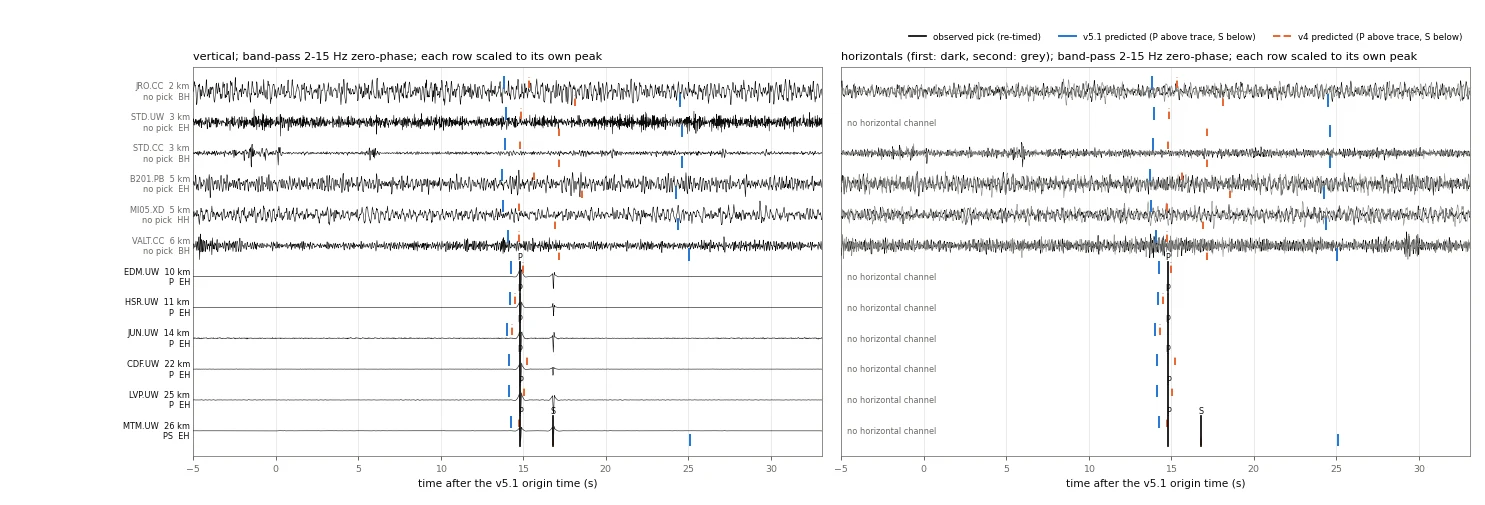 observed pick (re-timed)
v5.1 predicted (P above trace, S below)
v4 predicted (P above trace, S below)
vertical; band-pass 2-15 Hz zero-phase; each row scaled to its own peak
horizontals (first: dark, second: grey); band-pass 2-15 Hz zero-phase; each row scaled to its own peak
JRO.CC 2 km
no pick BH
STD.UW 3 km
no pick EH
no horizontal channel
STD.CC 3 km
no pick BH
B201.PB 5 km
no pick EH
MI05.XD 5 km
no pick HH
VALT.CC 6 km
no pick BH
P
P
EDM.UW 10 km
P EH
no horizontal channel
P
P
HSR.UW 11 km
P EH
no horizontal channel
P
P
JUN.UW 14 km
P EH
no horizontal channel
P
P
CDF.UW 22 km
P EH
no horizontal channel
P
P
LVP.UW 25 km
P EH
no horizontal channel
P S
P S
MTM.UW 26 km
PS EH
no horizontal channel
−5 0 5 10 15 20 25 30
−5 0 5 10 15 20 25 30
time after the v5.1 origin time (s)
time after the v5.1 origin time (s)